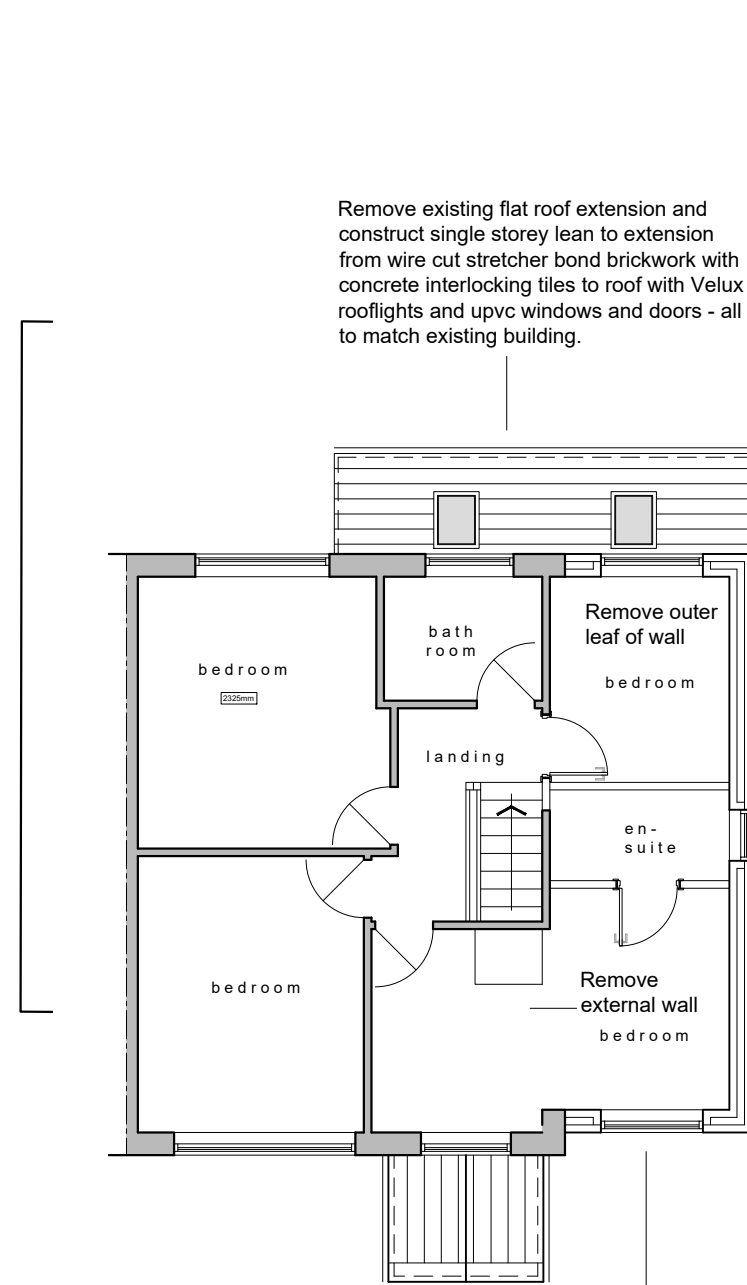 Remove existing flat roof extension and
construct single storey lean to extension
from wire cut stretcher bond brickwork with
concrete interlocking tiles to roof with Velux
rooflights and upvc windows and doors - all
to match existing building.
Remove outer
leaf of wall
bath
room
bedroom
bedroom
2325mm
landing
en-
suite
Remove
external wall
bedroom
bedroom